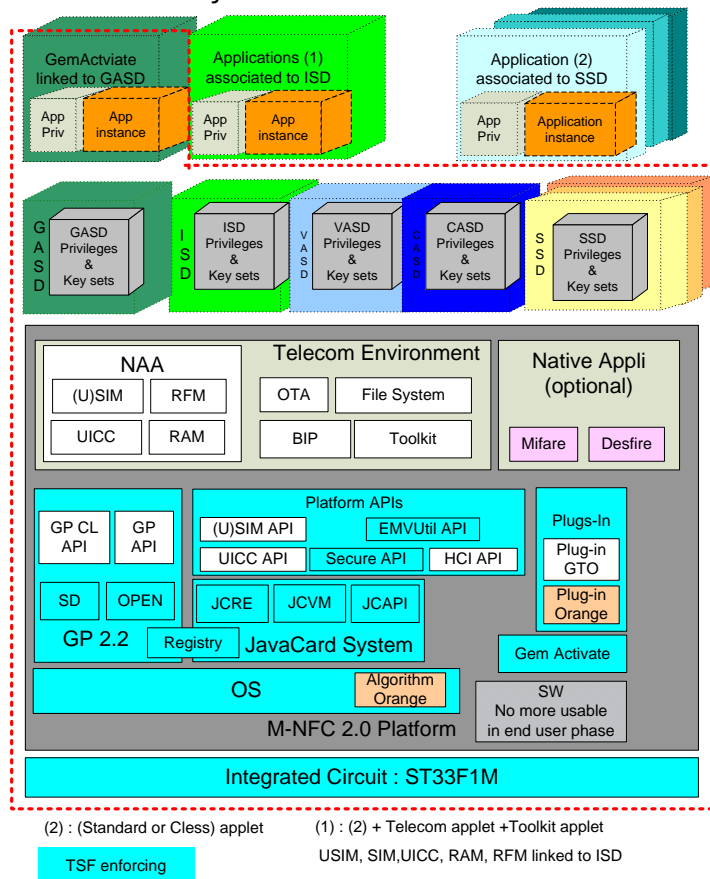 GemActviate
linked to GASD
App
Priv
App
instance
Applications (1)
associated to ISD
App
Priv
App
instance
Application (2)
associated to SSD
App
Priv
Application
instance
GASD
GASD
Privileges
&
Key sets
ISD
ISD
Privileges
&
Key sets
VASD
VASD
Privileges
&
Key sets
CASD
CASD
Privileges
&
Key sets
SSD
SSD
Privileges
&
Key sets
NAA
(U)SIM
RFM
UICC
RAM
Telecom Environment
OTA
File System
BIP
Toolkit
Native Appli
(optional)
Mifare
Desfire
GP CL
API
GP
API
SD
OPEN
GP 2.2
Registry
Platform APIs
(U)SIM API
EMVUtil API
UICC API
Secure API
HCI API
JCRE
JCVM
JCAPI
JavaCard System
Plugs-In
Plug-in
GTO
Plug-in
Orange
Gem Activate
OS
Algorithm
Orange
SW
No more usable
in end user phase
M-NFC 2.0 Platform
Integrated Circuit : ST33F1M
(2) : (Standard or Cless) applet
(1) : (2) + Telecom applet +Toolkit applet
TSF enforcing
USIM, SIM,UICC, RAM, RFM linked to ISD